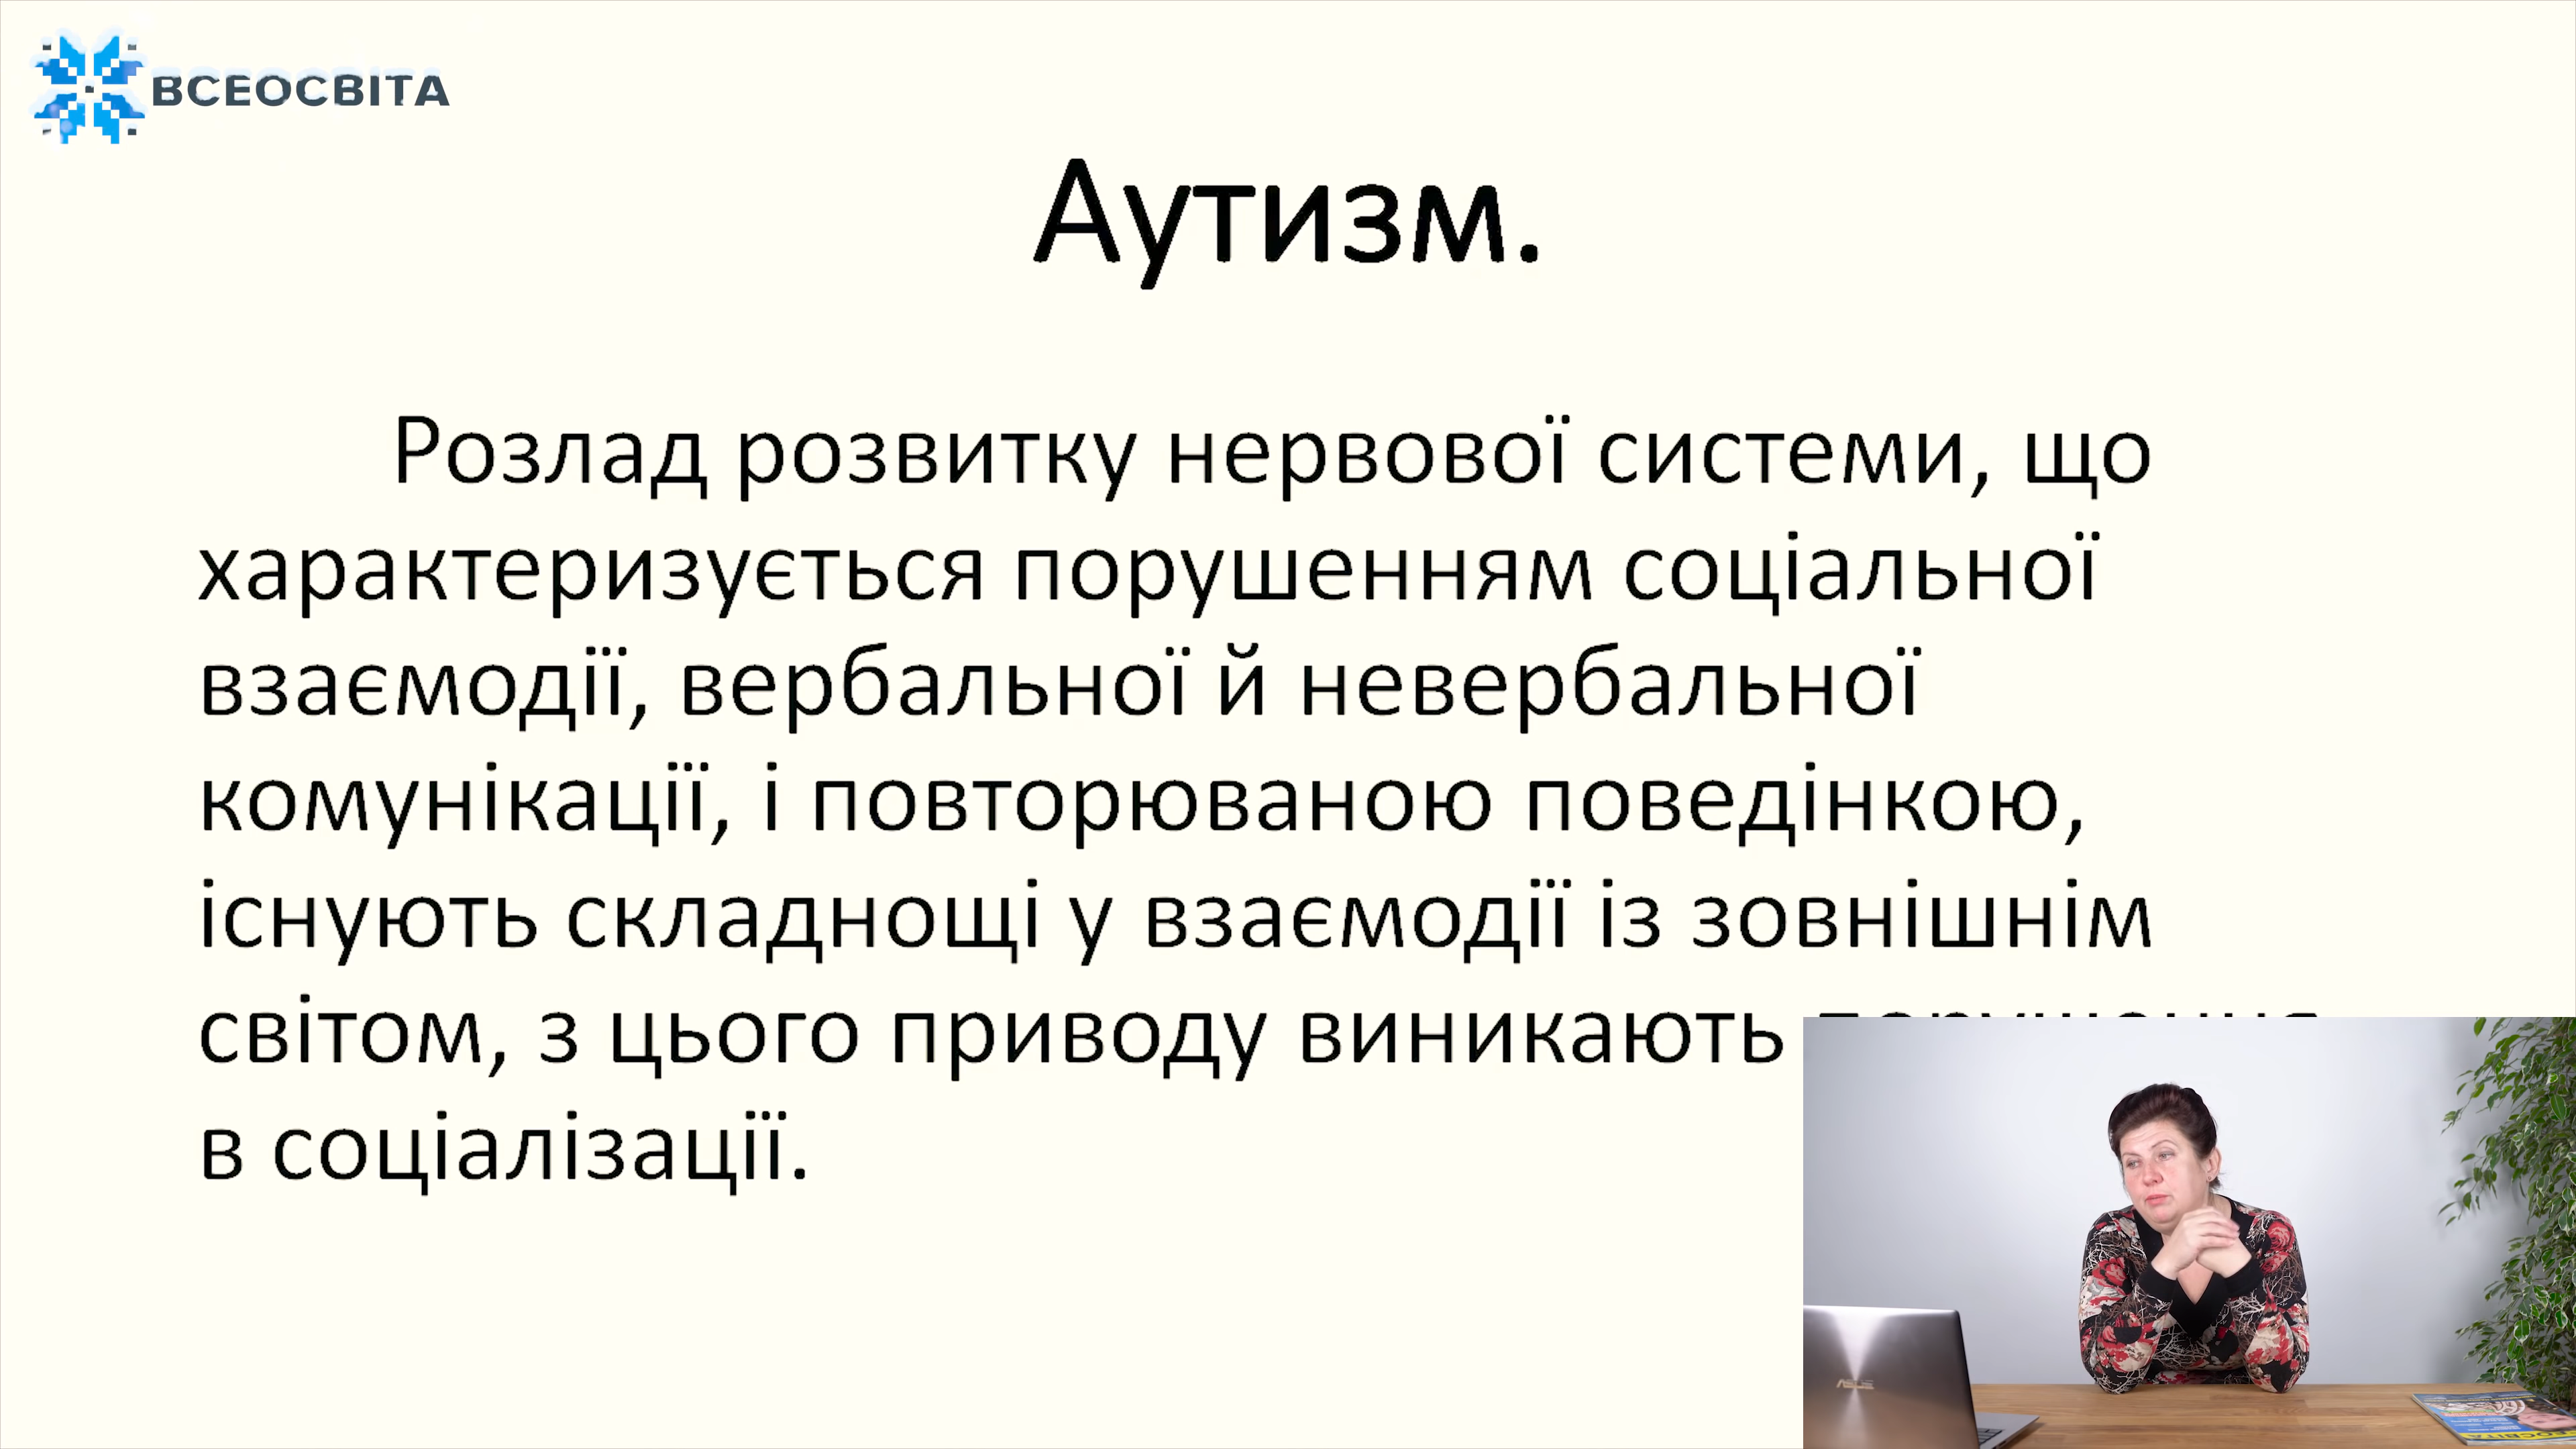 ВСЕОСВІТА
Аутизм.
Розлад розвитку нервової системи, що
характеризується порушенням соціальної
взаємодії, вербальної й невербальної
комунікації, і повторюваною поведінкою,
існують складнощі у взаємодії із зовнішнім
світом, з цього приводу виникають
в соціалізації.
ASUS